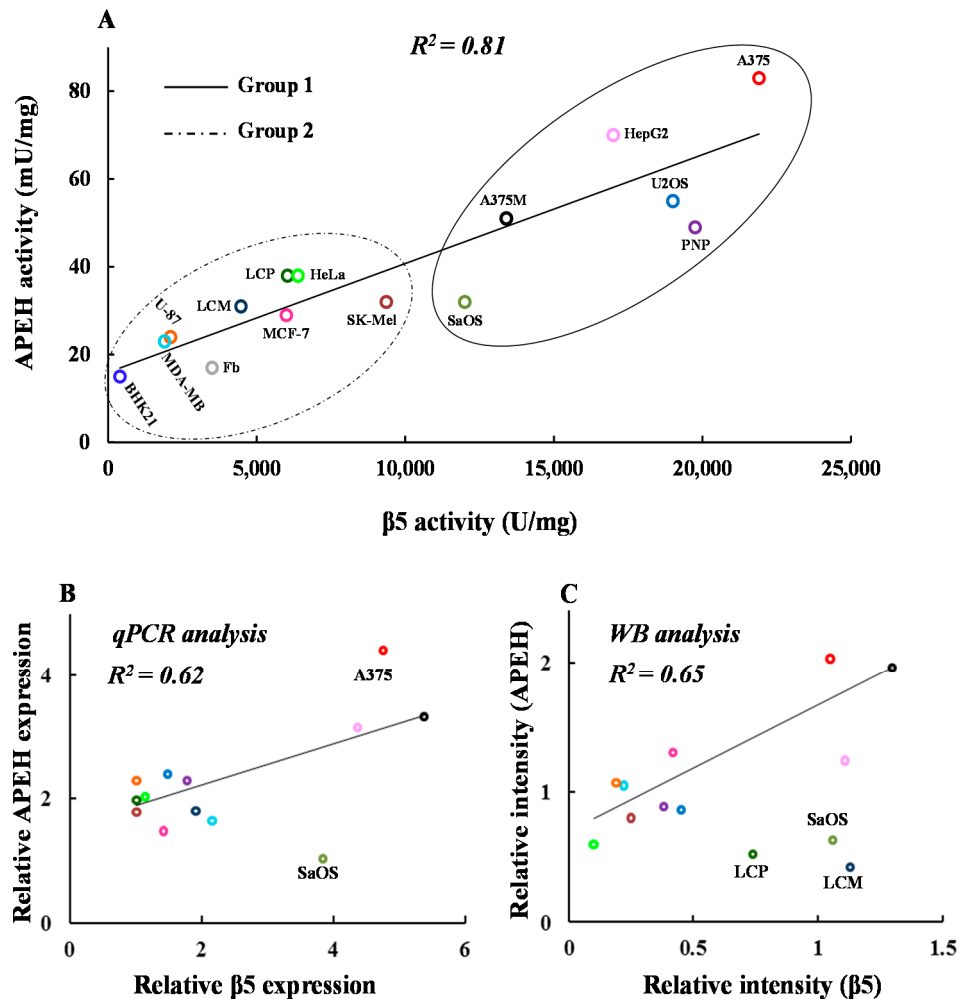 A
R² = 0.81
Group 1
Group 2
APEH activity (mU/mg)
80
60
40
20
0
A375
HepG2
A375M
U2OS
PNP
LCP
HeLa
LCM
U-87
MCF-7
SK-Mel
SaOS
Fb
MDA-MB
BHK21
0
5,000
10,000
15,000
20,000
25,000
β5 activity (U/mg)
B
qPCR analysis
R² = 0.62
Relative APEH expression
4
2
0
A375
SaOS
0
2
4
6
Relative β5 expression
C
WB analysis
R² = 0.65
Relative intensity (APEH)
2
1
0
SaOS
LCP
LCM
0
0.5
1
1.5
Relative intensity (β5)